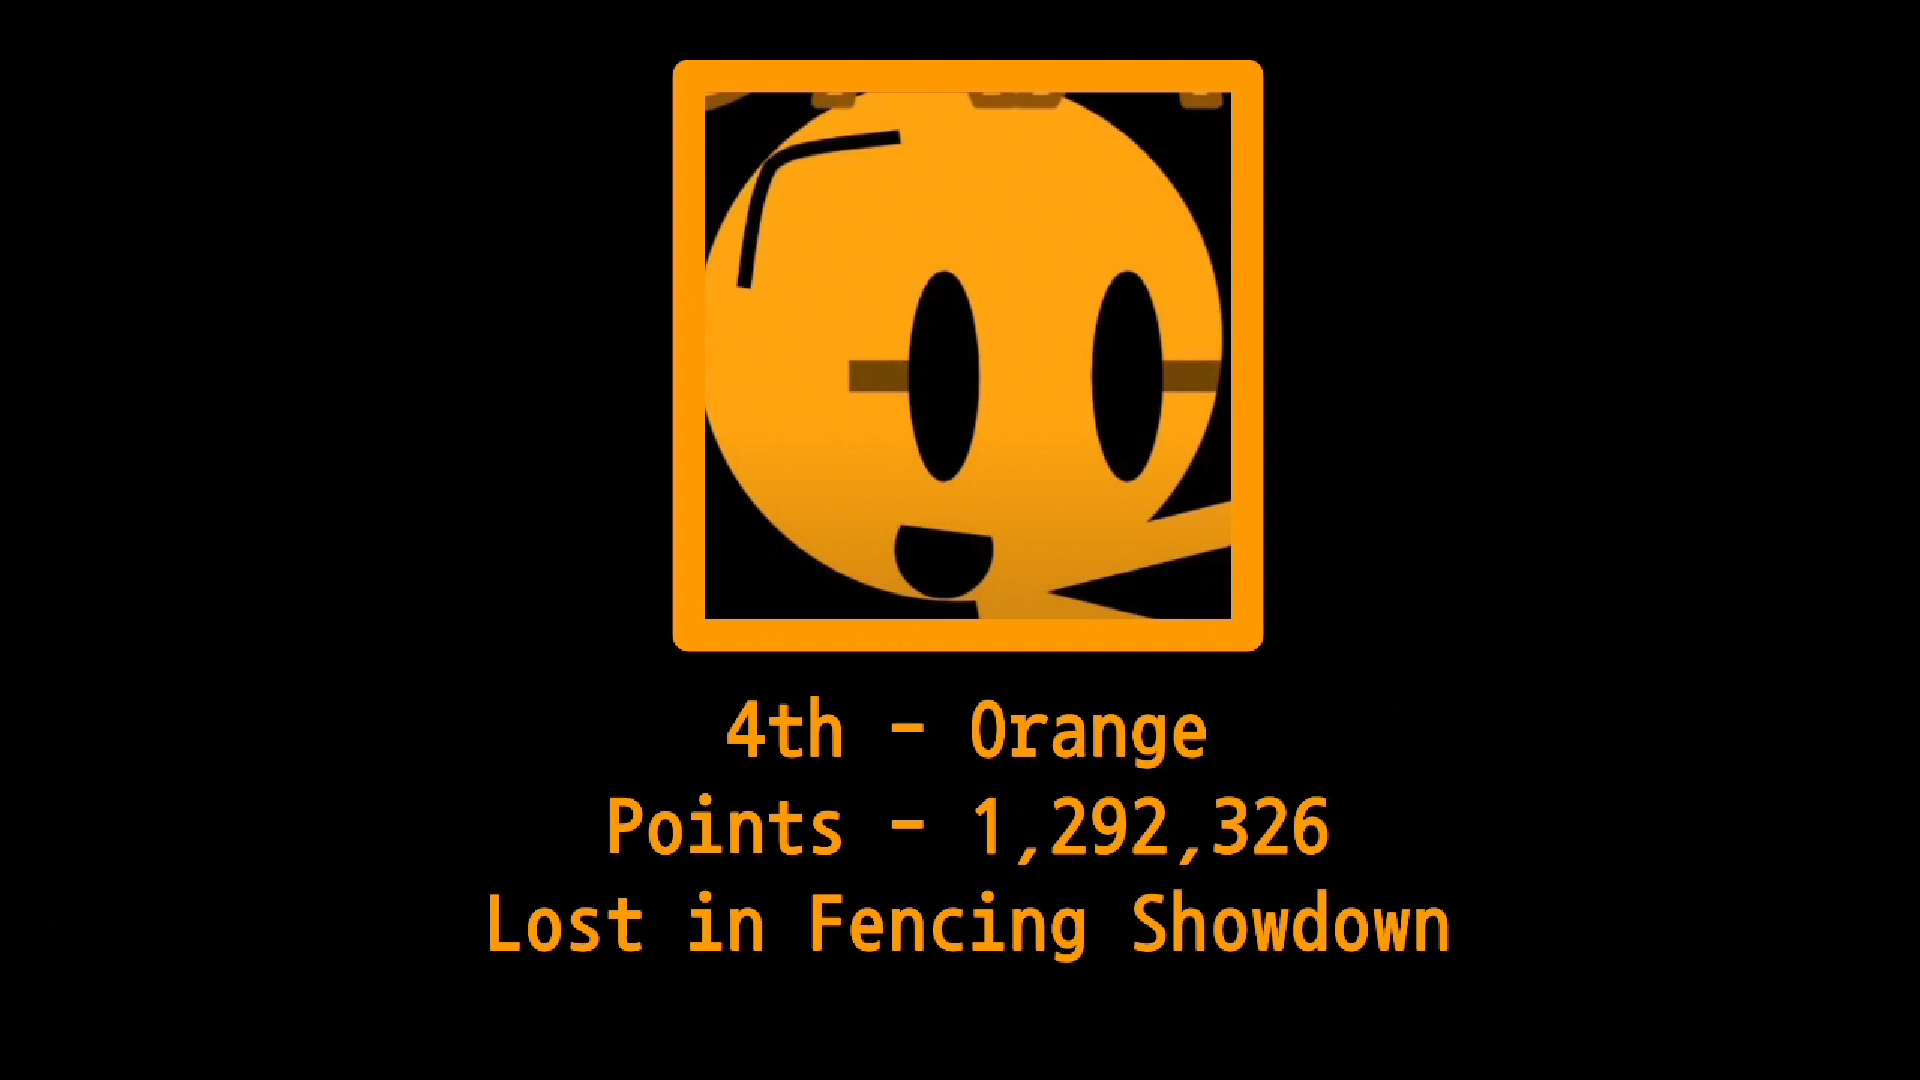 4th - Orange
Points - 1,292,326
Lost in Fencing Showdown